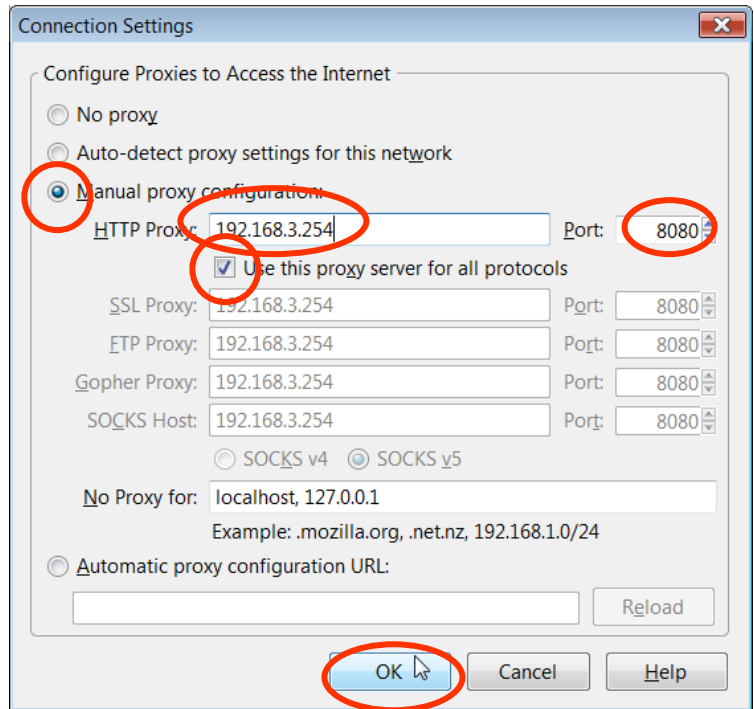 Connection Settings
Configure Proxies to Access the Internet
No proxy
Auto-detect proxy settings for this network
Manual proxy configuration:
HTTP Proxy: 192.168.3.254 Port: 8080
Use this proxy server for all protocols
SSL Proxy: 192.168.3.254 Port: 8080
FTP Proxy: 192.168.3.254 Port: 8080
Gopher Proxy: 192.168.3.254 Port: 8080
SOCKS Host: 192.168.3.254 Port: 8080
SOCKS v4 SOCKS v5
No Proxy for: localhost, 127.0.0.1
Example: .mozilla.org, .net.nz, 192.168.1.0/24
Automatic proxy configuration URL:
Reload
OK Cancel Help